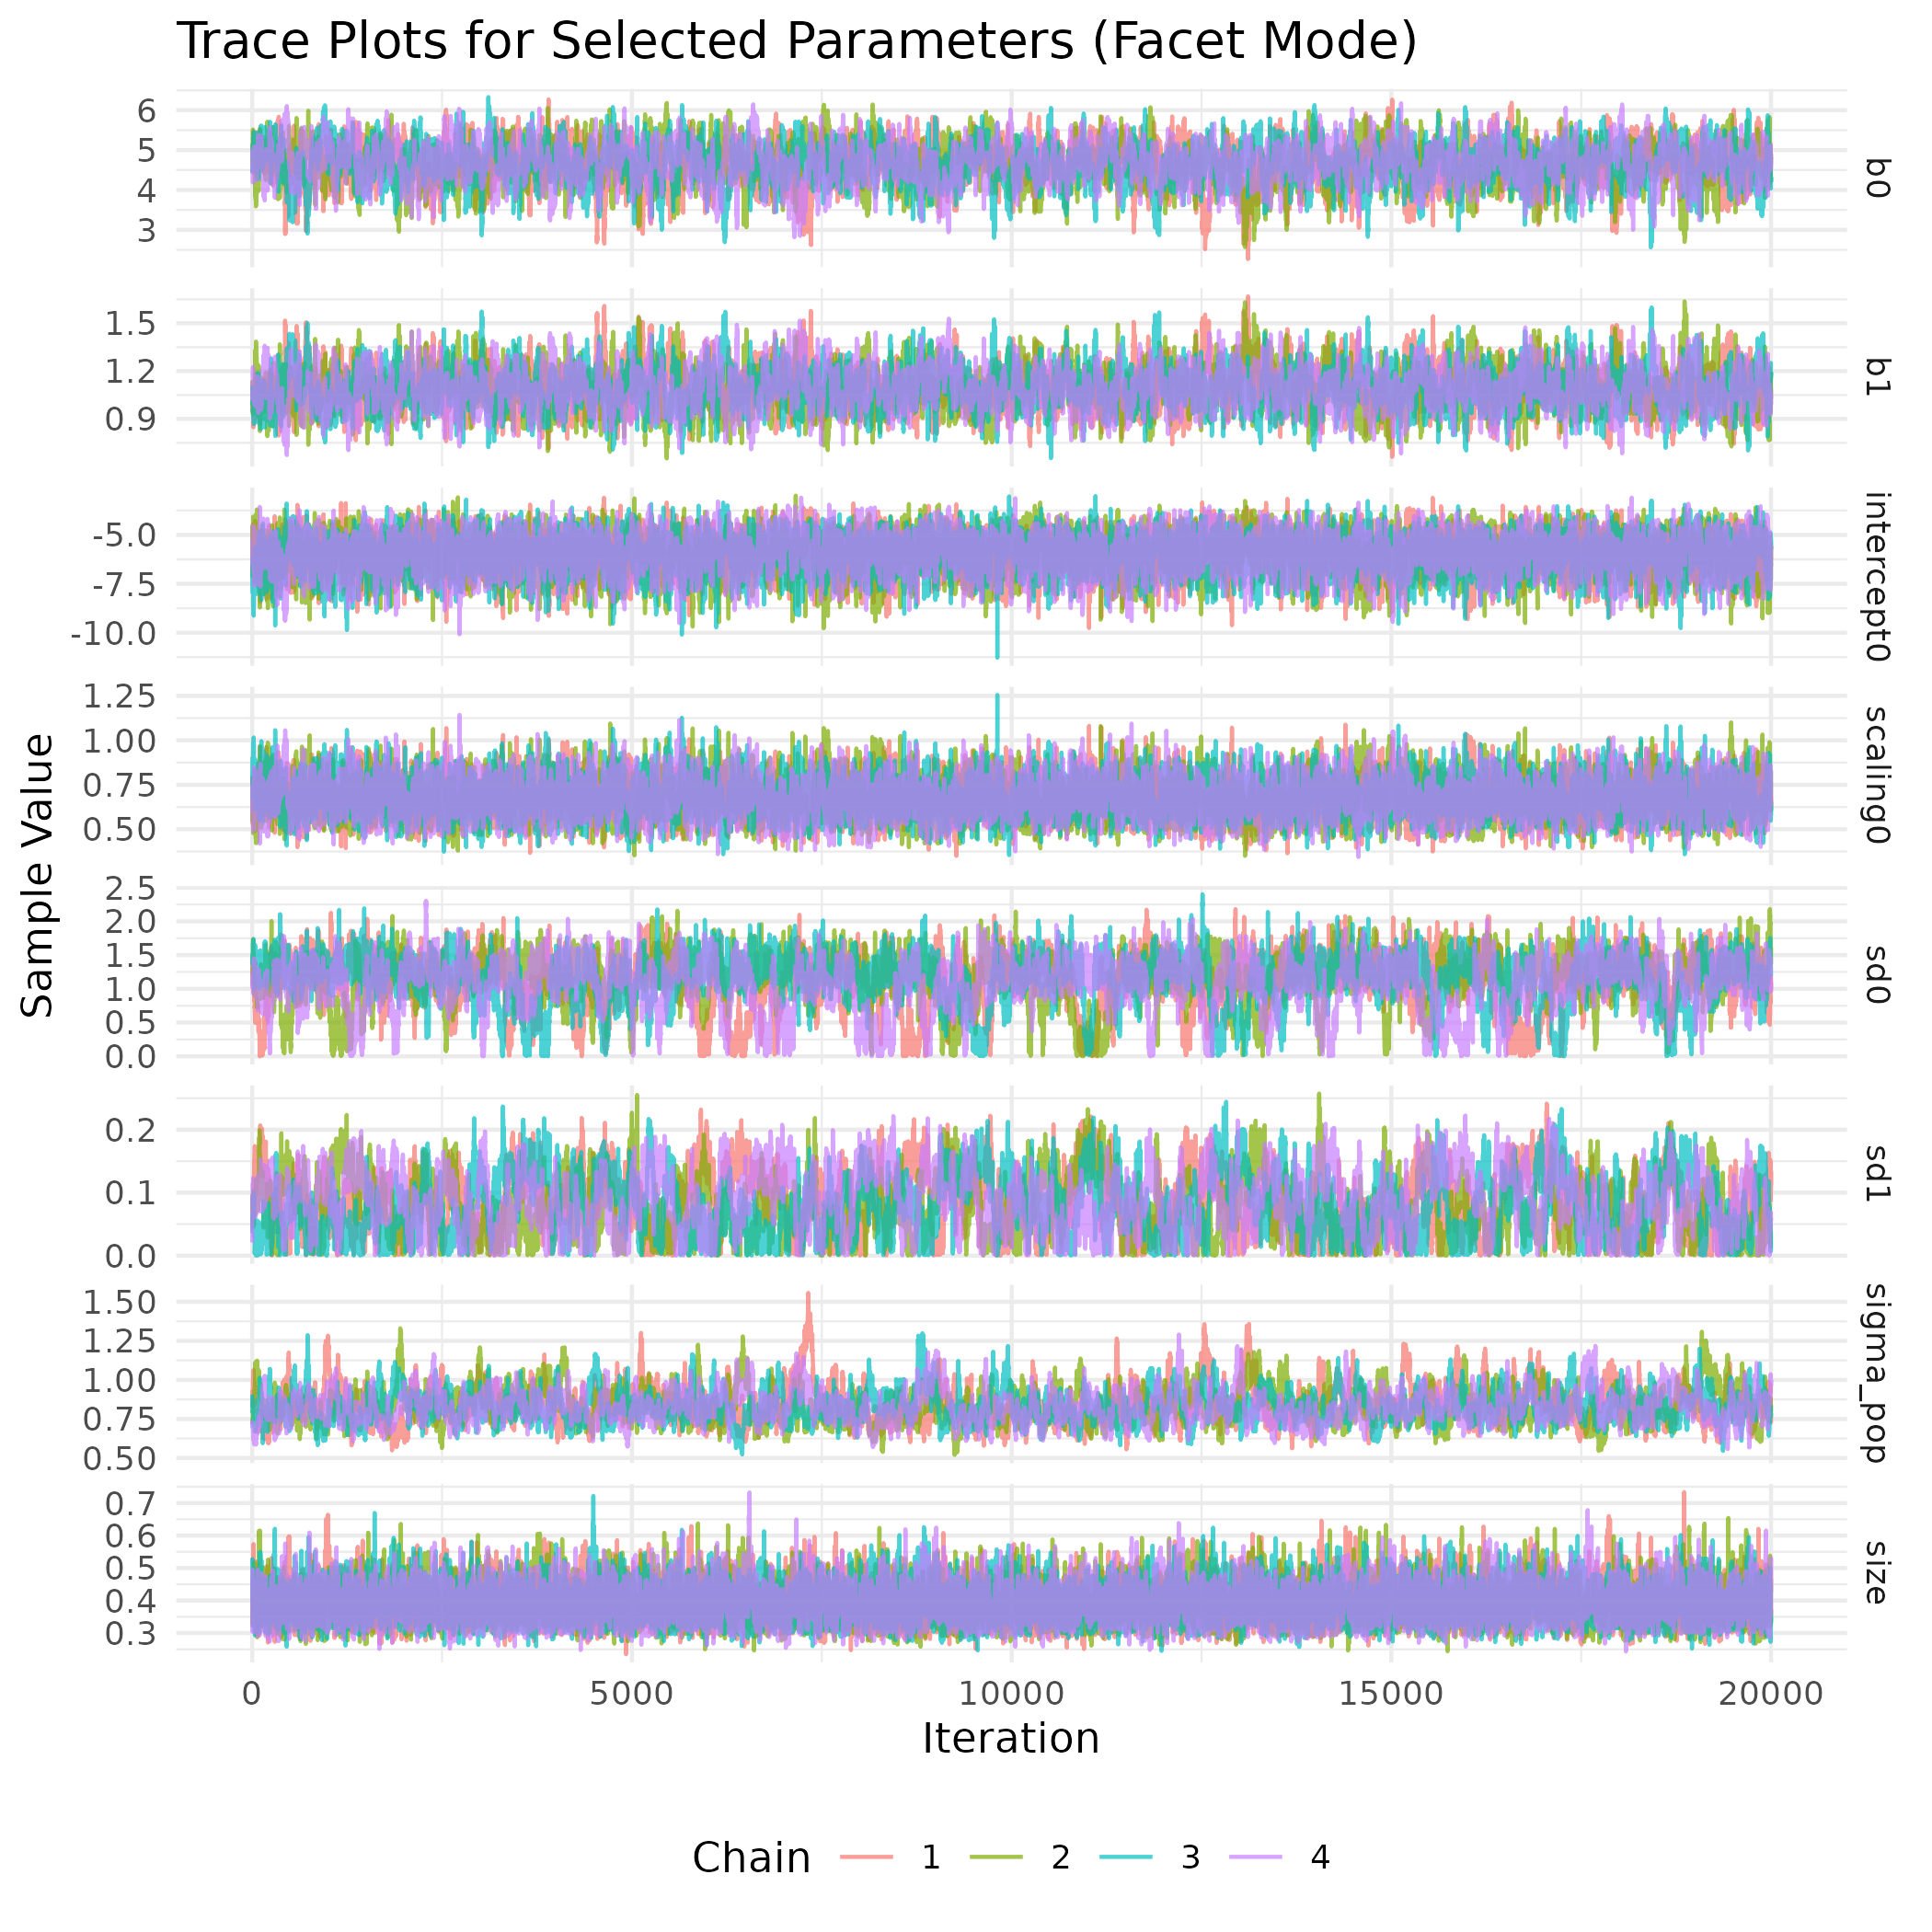 Trace Plots for Selected Parameters (Facet Mode)
Sample Value
6
5
4
3
b0
1.5
1.2
0.9
b1
-5.0
-7.5
-10.0
intercept0
1.25
1.00
0.75
0.50
scaling0
2.5
2.0
1.5
1.0
0.5
0.0
sd0
0.2
0.1
0.0
sd1
1.50
1.25
1.00
0.75
0.50
sigma_pop
0.7
0.6
0.5
0.4
0.3
size
0 5000 10000 15000 20000
Iteration
Chain 1 2 3 4